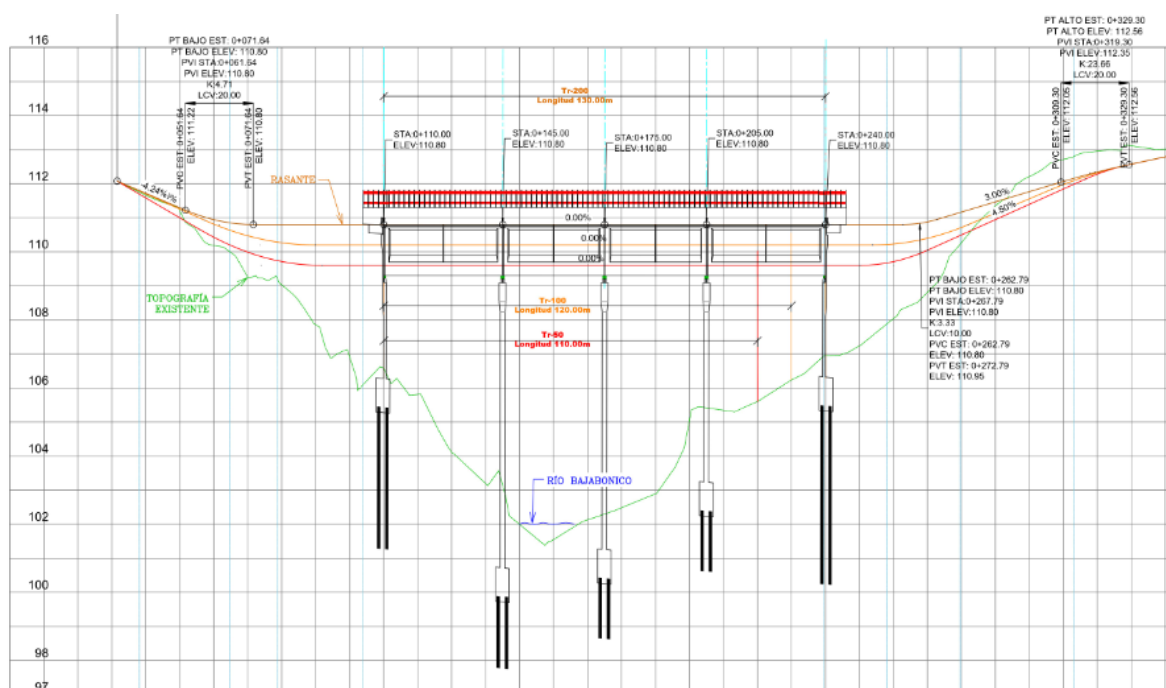 116
114
112
110
108
106
104
102
100
98
97
PT BAJO EST: 0+071.64
PT BAJO ELEV: 110.80
PVI STA:0+061.64
PVI ELEV:110.80
K:4.71
LCV:20.00
PVC EST: 0+051.64
ELEV: 111.22
PVT EST: 0+071.64
ELEV: 110.80
-4.24%
RASANTE
TOPOGRAFÍA
EXISTENTE
Tr-200
Longitud 130.00m
STA:0+110.00
ELEV:110.80
STA:0+145.00
ELEV:110.80
STA:0+175.00
ELEV:110.80
STA:0+205.00
ELEV:110.80
STA:0+240.00
ELEV:110.80
0.00%
0.00%
0.00%
Tr-100
Longitud 120.00m
Tr-50
Longitud 110.00m
RÍO BAJABONICO
PT ALTO EST: 0+329.30
PT ALTO ELEV: 112.56
PVI STA:0+319.30
PVI ELEV:112.35
K:23.66
LCV:20.00
PVC EST: 0+309.30
ELEV: 112.05
PVT EST: 0+329.30
ELEV: 112.56
3.00%
4.50%
PT BAJO EST: 0+262.79
PT BAJO ELEV: 110.80
PVI STA:0+267.79
PVI ELEV:110.80
K:3.33
LCV:10.00
PVC EST: 0+262.79
ELEV: 110.80
PVT EST: 0+272.79
ELEV: 110.95